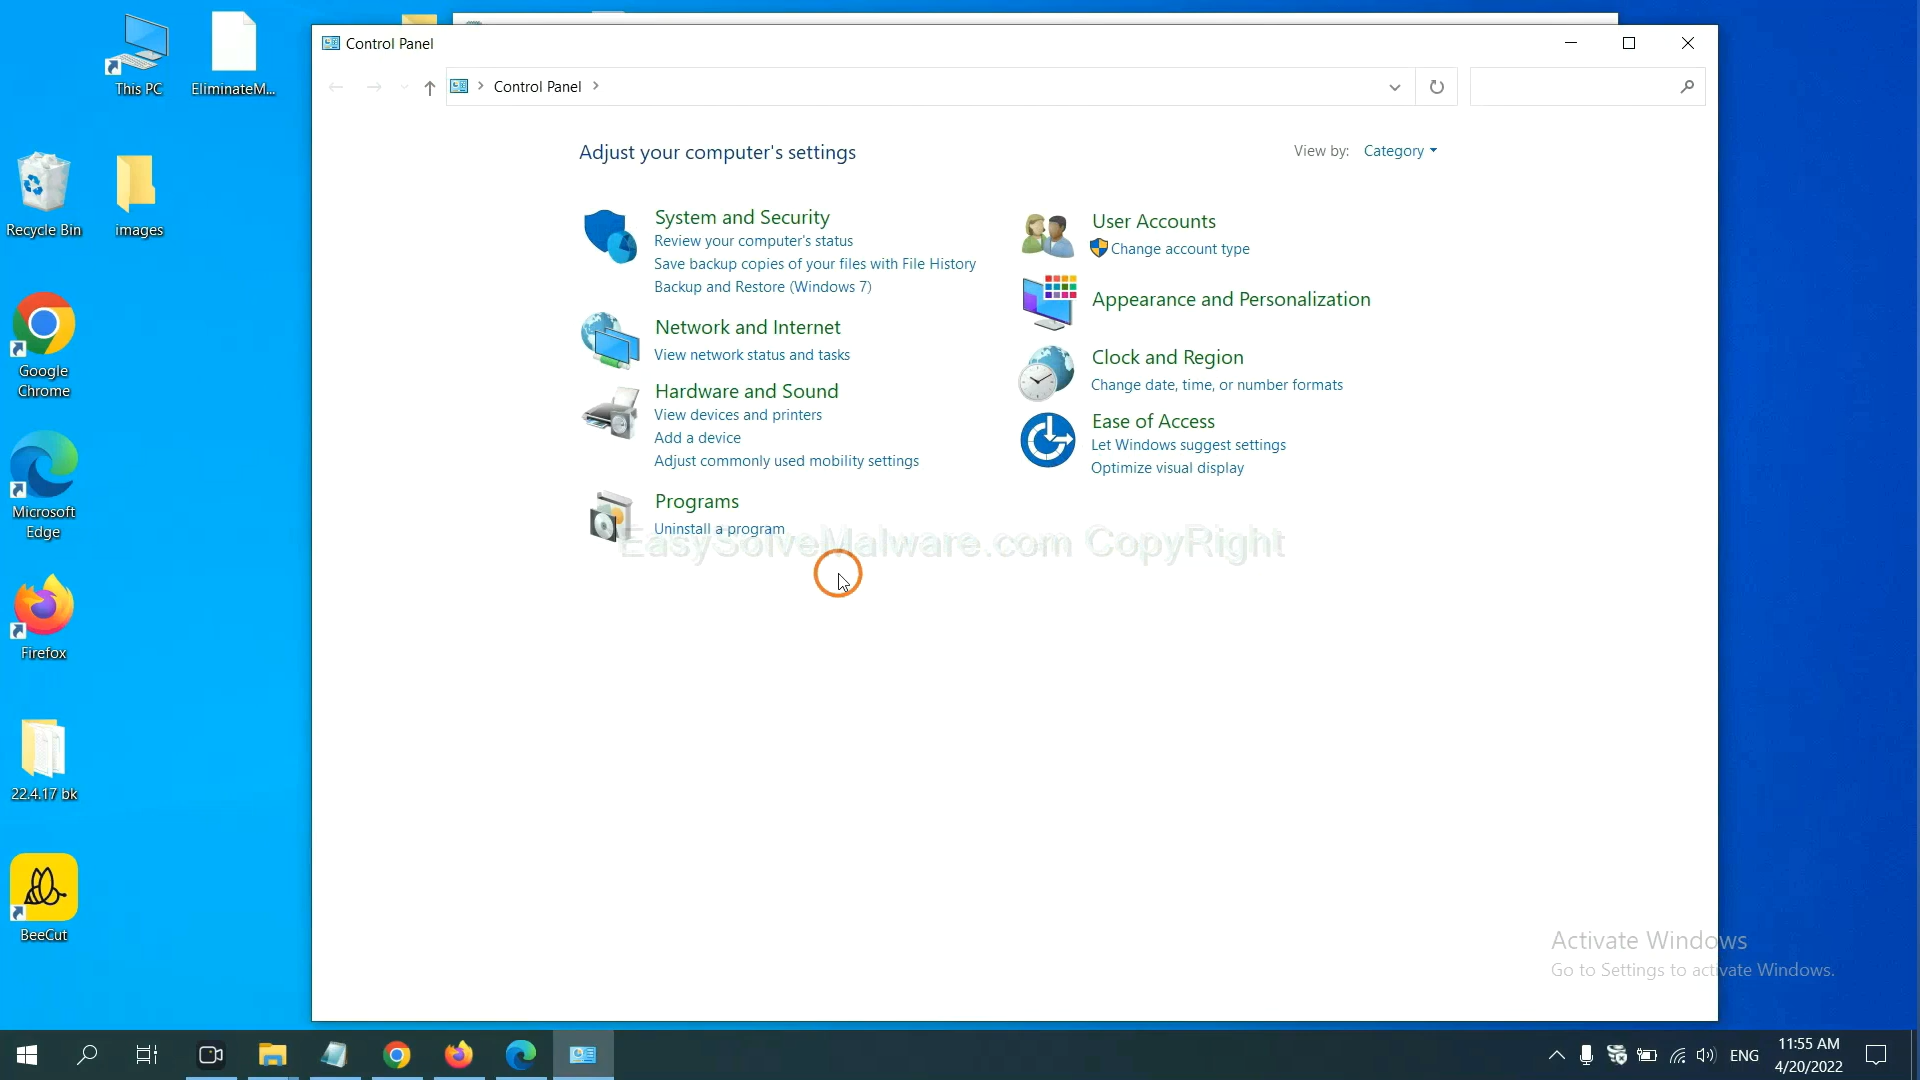 This PC
EliminateM...
Recycle Bin
images
Google
Chrome
Microsoft
Edge
Firefox
22.4.17 bk
BeeCut
Control Panel
Control Panel
Adjust your computer's settings
View by: Category
System and Security
Review your computer's status
Save backup copies of your files with File History
Backup and Restore (Windows 7)
Network and Internet
View network status and tasks
Hardware and Sound
View devices and printers
Add a device
Adjust commonly used mobility settings
Programs
Uninstall a program
User Accounts
Change account type
Appearance and Personalization
Clock and Region
Change date, time, or number formats
Ease of Access
Let Windows suggest settings
Optimize visual display
EasySolveMalware.com CopyRight
Activate Windows
Go to Settings to activate Windows.
ENG
11:55 AM
4/20/2022